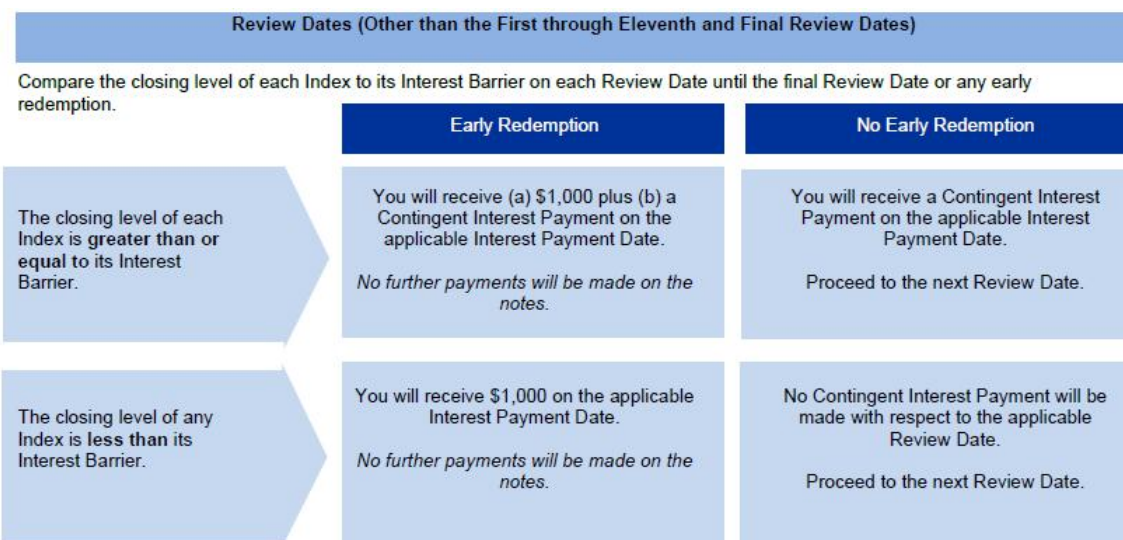 Review Dates (Other than the First through Eleventh and Final Review Dates)
Compare the closing level of each Index to its Interest Barrier on each Review Date until the final Review Date or any early
redemption.
Early Redemption
No Early Redemption
The closing level of each
Index is greater than or
equal to its Interest
Barrier.
You will receive (a) $1,000 plus (b) a
Contingent Interest Payment on the
applicable Interest Payment Date.
No further payments will be made on the
notes.
You will receive a Contingent Interest
Payment on the applicable Interest
Payment Date.
Proceed to the next Review Date.
The closing level of any
Index is less than its
Interest Barrier.
You will receive $1,000 on the applicable
Interest Payment Date.
No further payments will be made on the
notes.
No Contingent Interest Payment will be
made with respect to the applicable
Review Date.
Proceed to the next Review Date.